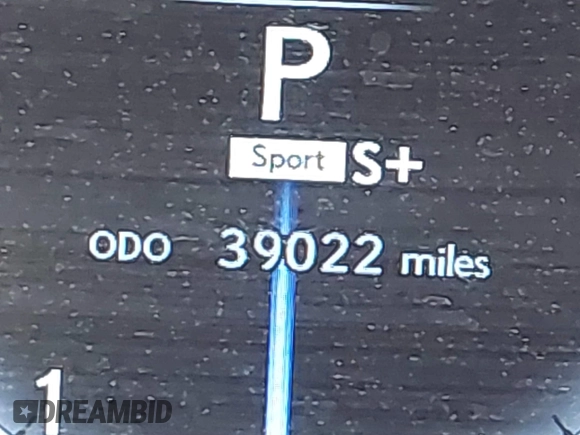 P
Sport S+
ODO 39022 miles
1
DREAMBID